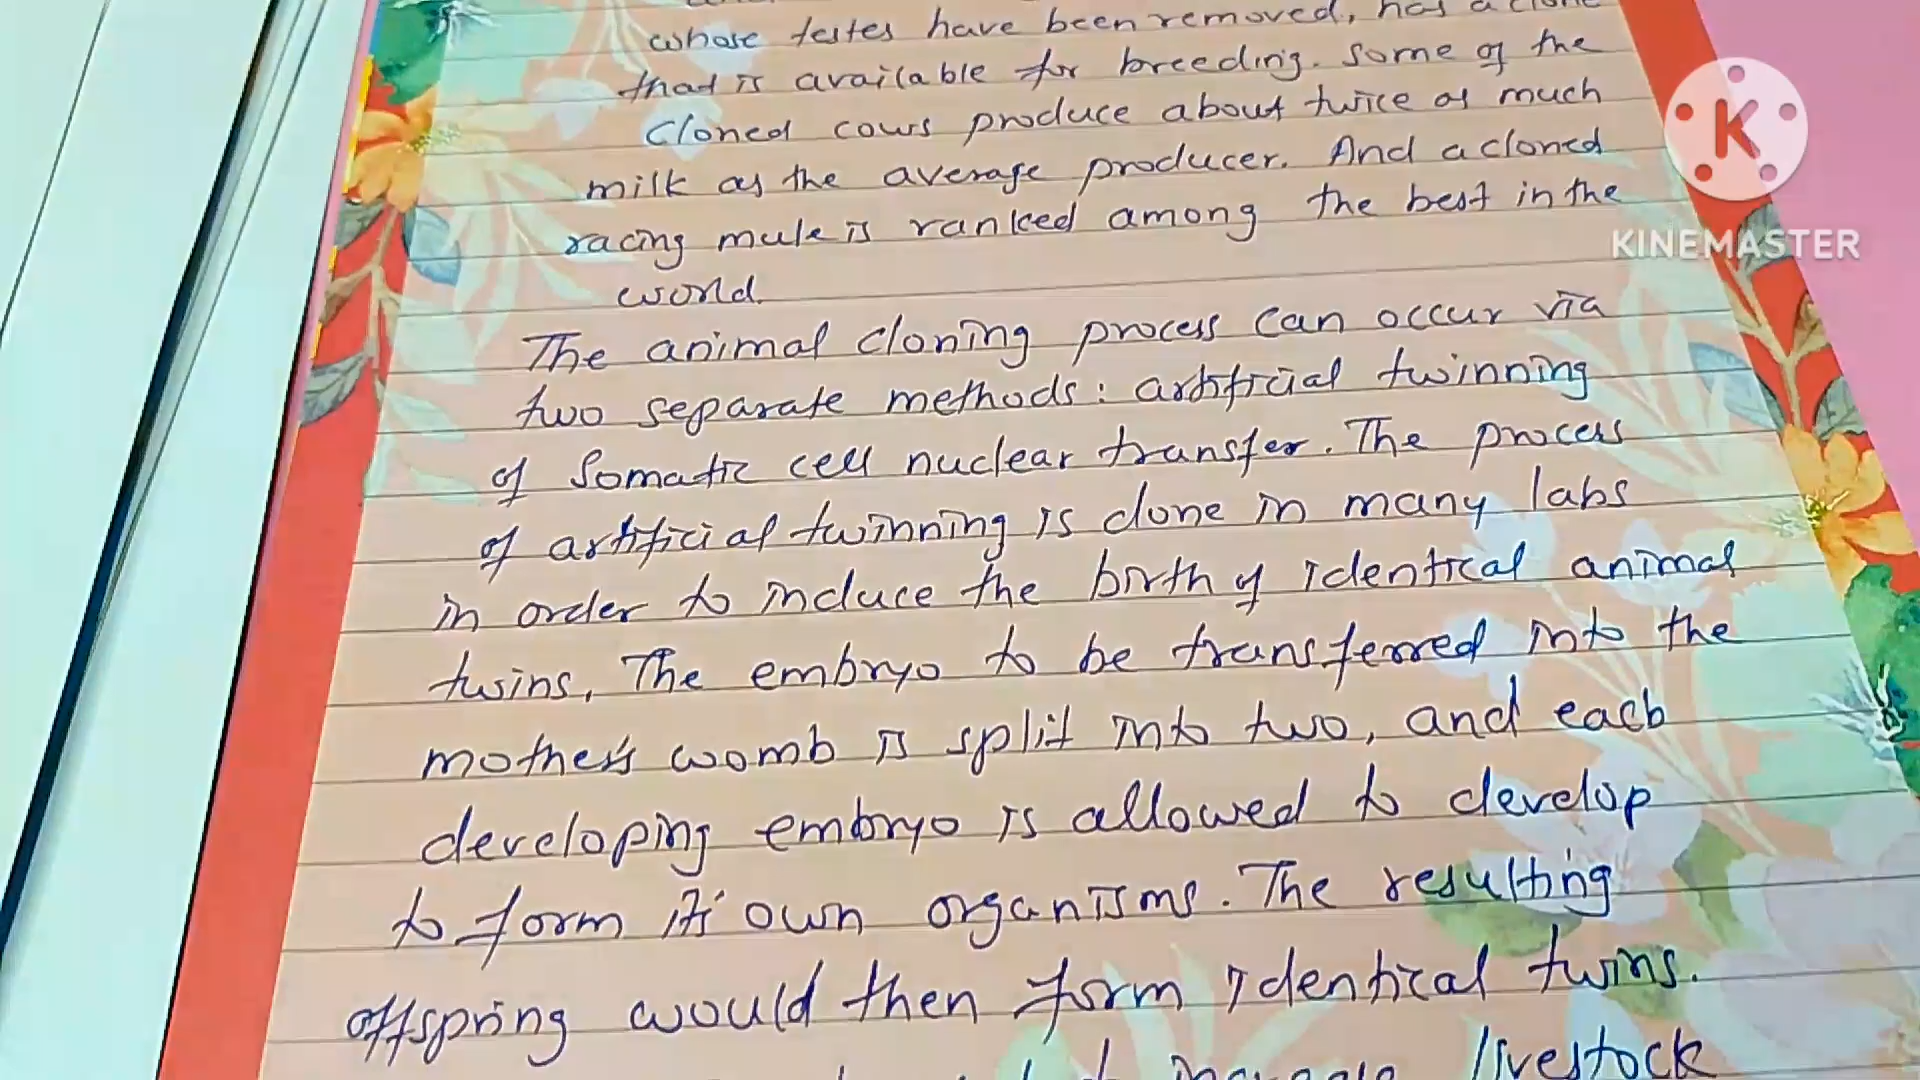 whose testes have been removed, has a clone
that is available for breeding. Some of the
Cloned cows produce about twice as much
milk as the average producer. And a cloned
racing mule is ranked among the best in the
world.
The animal cloning process can occur via
two separate methods: artificial twinning
of Somatic cell nuclear transfer. The process
of artificial twinning is done in many labs
in order to induce the birth of identical animal
twins. The embryo to be transferred into the
mother's womb is split into two, and each
developing embryo is allowed to develop
to form its' own organisms. The resulting
offspring would then form identical twins.
livestock
K
KINEMASTER